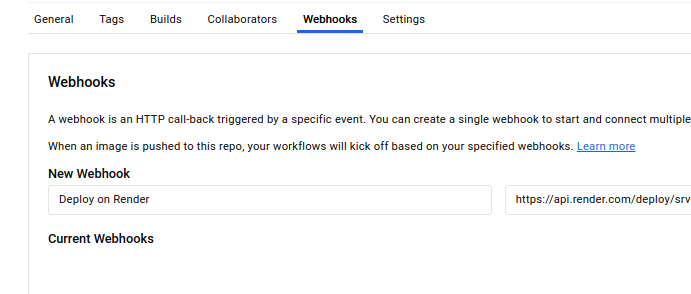 General Tags Builds Collaborators Webhooks Settings
Webhooks
A webhook is an HTTP call-back triggered by a specific event. You can create a single webhook to start and connect multiple
When an image is pushed to this repo, your workflows will kick off based on your specified webhooks. Learn more
New Webhook
Deploy on Render https://api.render.com/deploy/srv
Current Webhooks